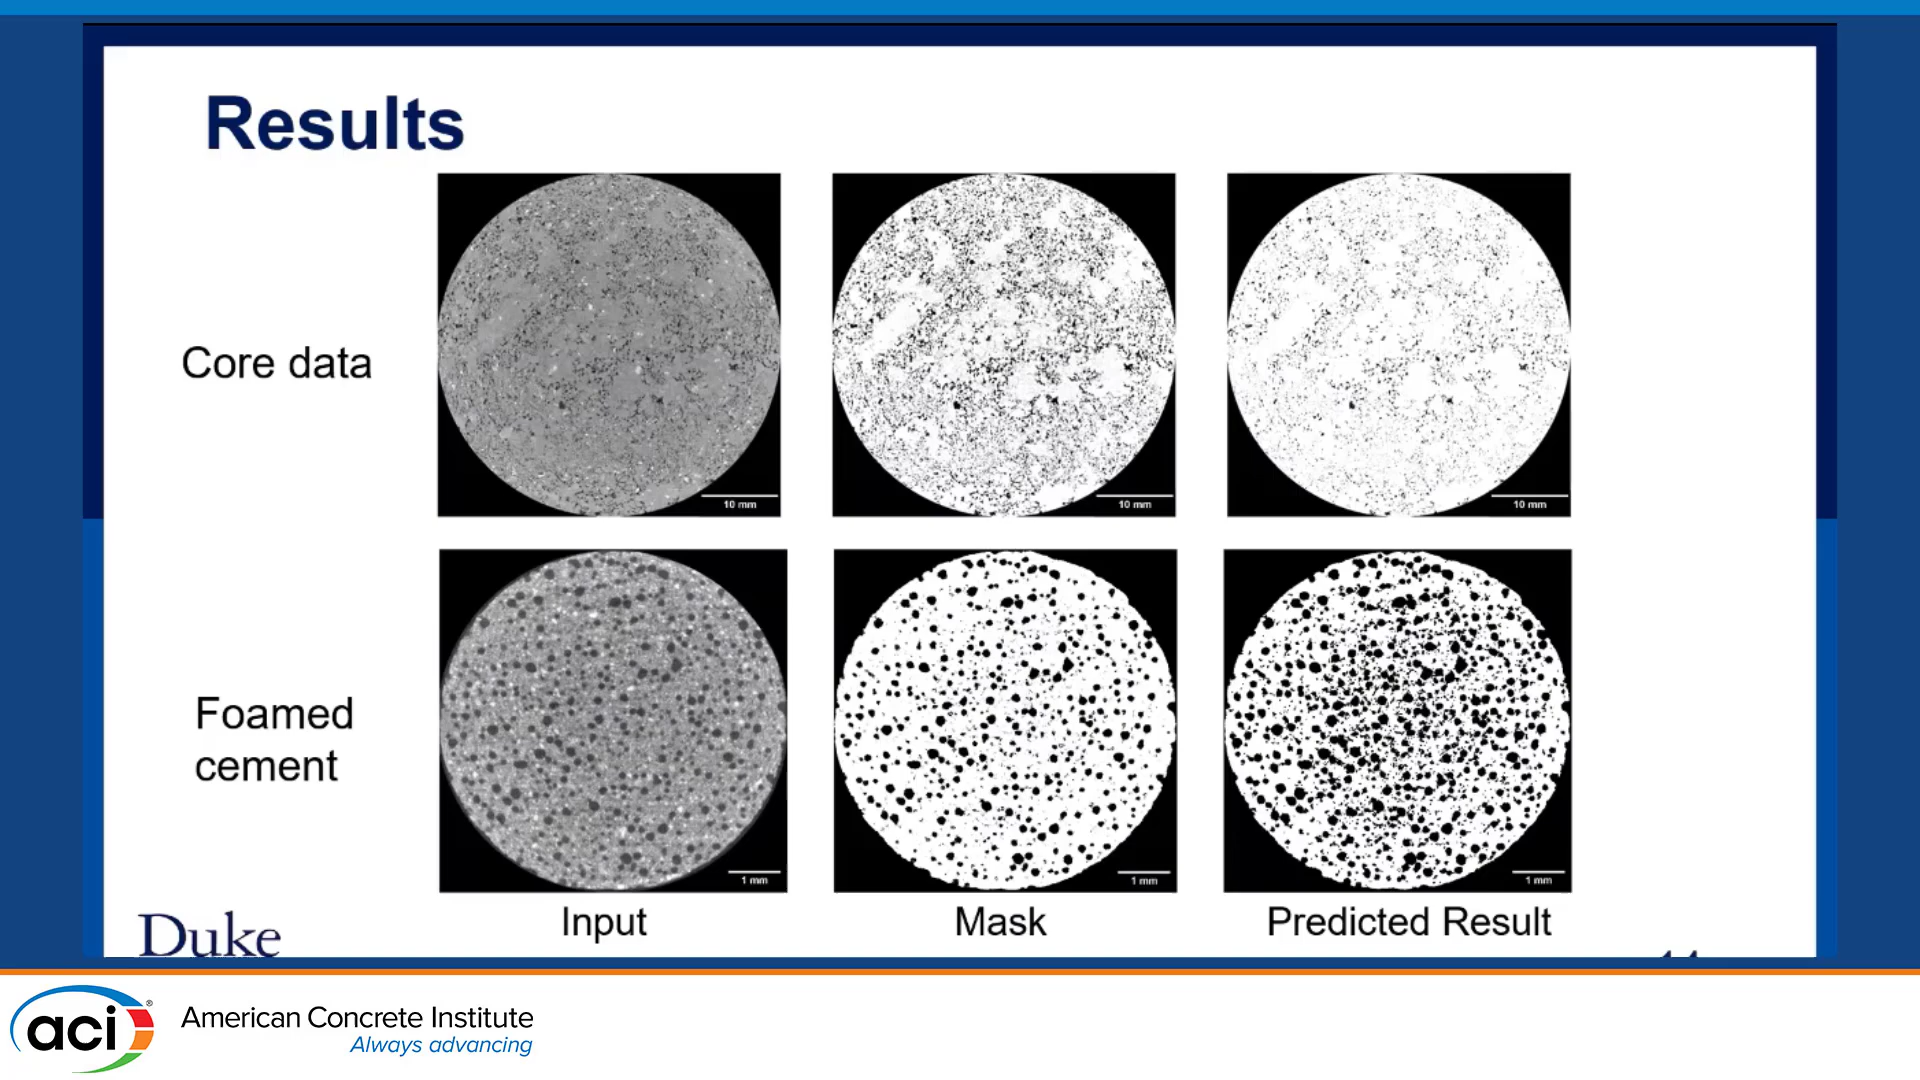 Results
Core data
10 mm
10 mm
10 mm
Foamed
cement
1 mm
1 mm
1 mm
Input
Mask
Predicted Result
Duke
aci®
American Concrete Institute
Always advancing